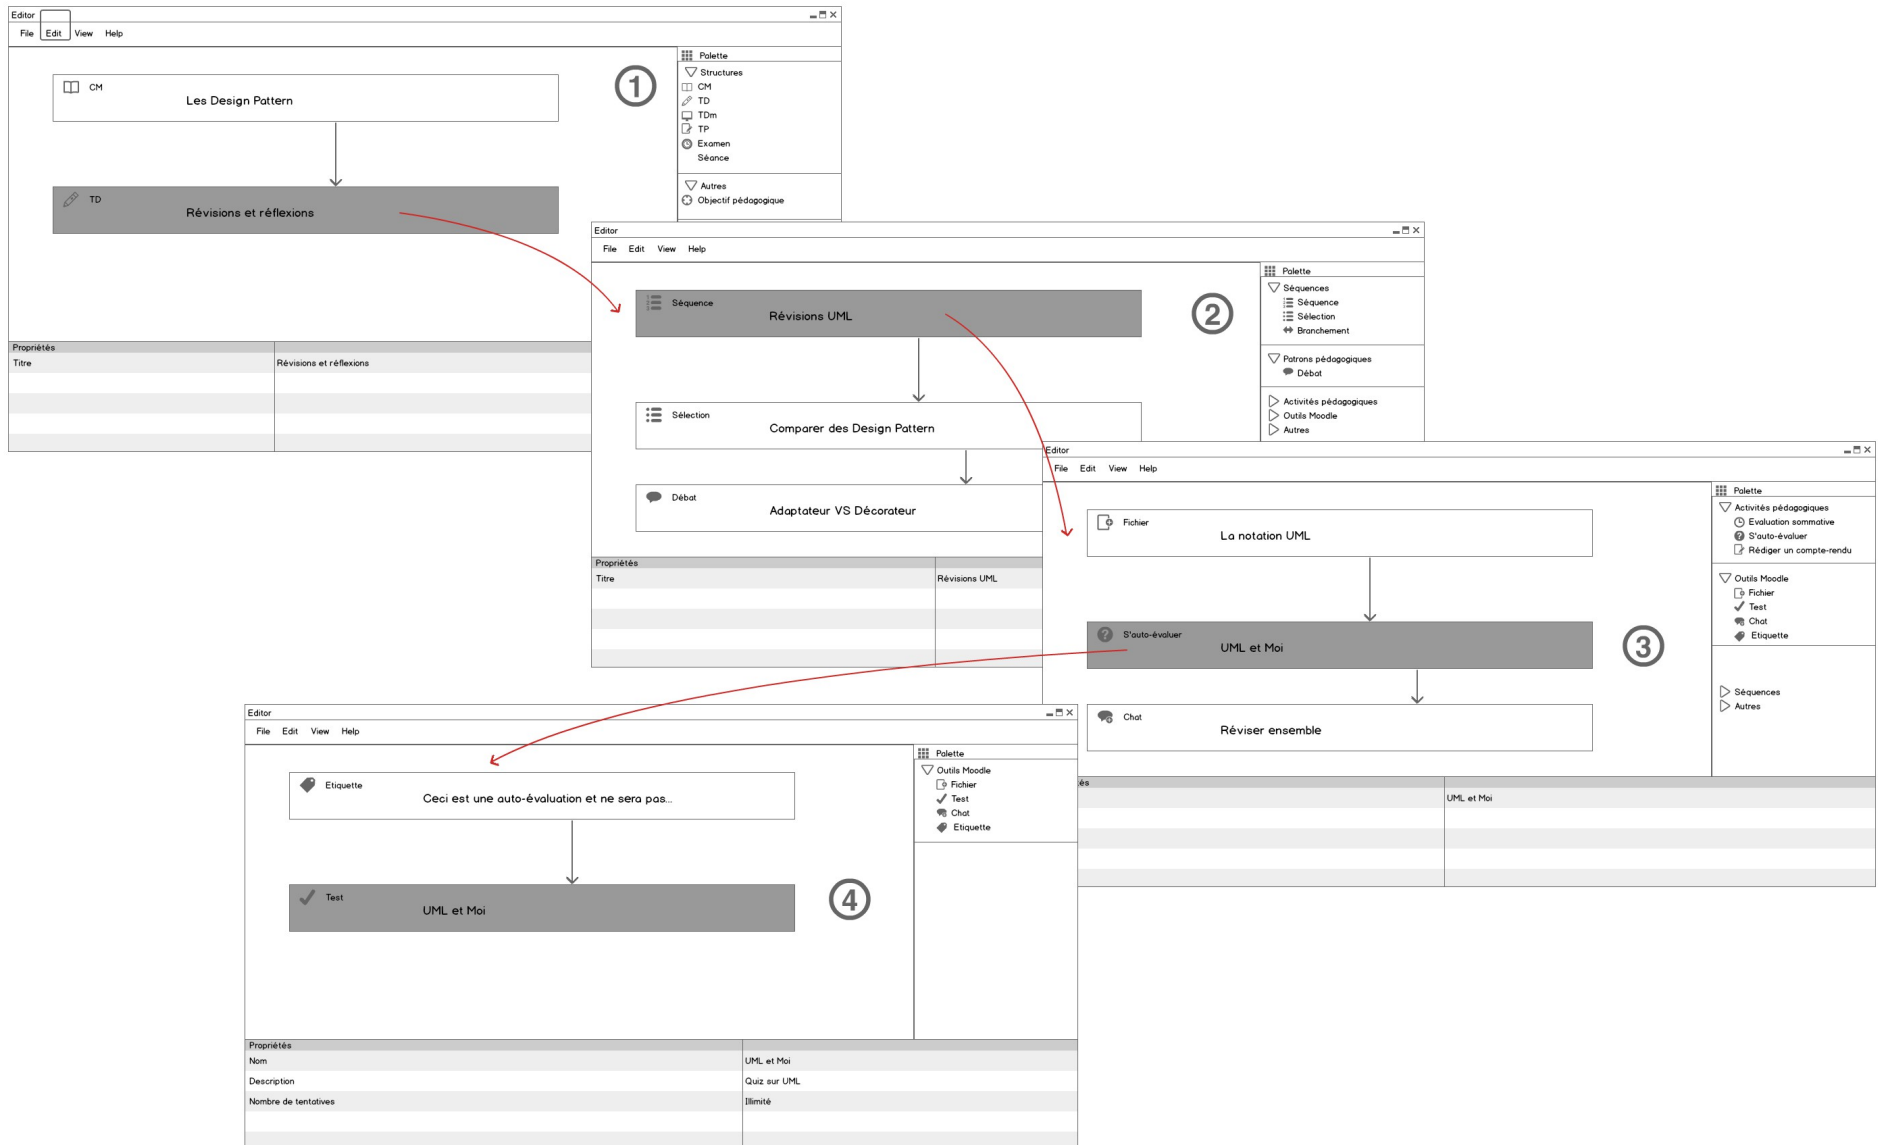 Editor
File Edit View Help
CM
Les Design Pattern
TD
Révisions et réflexions
1
Palette
Structures
CM
TD
TDm
TP
Examen
Séance
Autres
Objectif pédagogique
Propriétés
Titre Révisions et réflexions
Editor
File Edit View Help
Séquence
Révisions UML
Sélection
Comparer des Design Pattern
Débat
Adaptateur VS Décorateur
2
Palette
Séquences
Séquence
Sélection
Branchement
Patrons pédagogiques
Débat
Activités pédagogiques
Outils Moodle
Autres
Propriétés
Titre Révisions UML
Editor
File Edit View Help
Fichier
La notation UML
S'auto-évaluer
UML et Moi
Chat
Réviser ensemble
3
Palette
Activités pédagogiques
Evaluation sommative
S'auto-évaluer
Rédiger un compte-rendu
Outils Moodle
Fichier
Test
Chat
Etiquette
Séquences
Autres
és
UML et Moi
Editor
File Edit View Help
Etiquette
Ceci est une auto-évaluation et ne sera pas...
Test
UML et Moi
4
Palette
Outils Moodle
Fichier
Test
Chat
Etiquette
Propriétés
Nom UML et Moi
Description Quiz sur UML
Nombre de tentatives Illimité